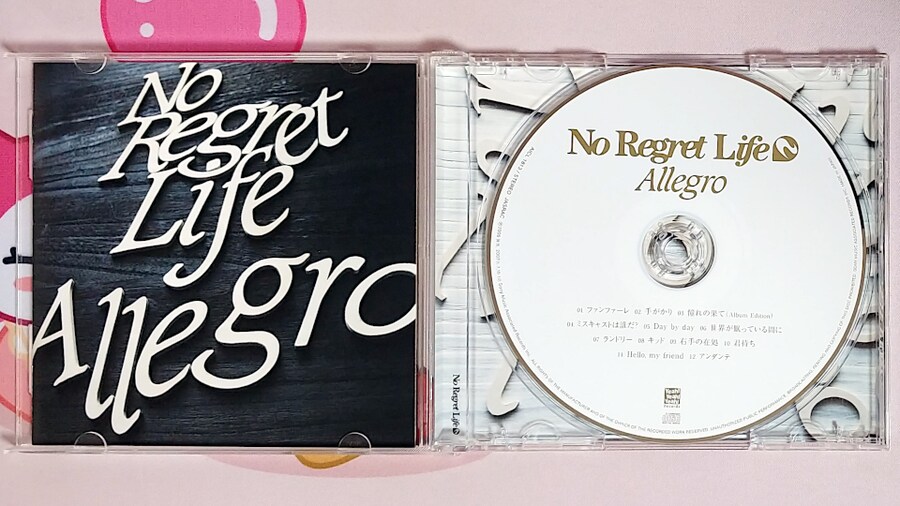 No
Regret
Life
Allegro
No Regret Life
No Regret Life
Allegro
01 ファンファーレ 02 手がかり 03 憧れの果て(Album Edition)
04 ミスキャストは誰だ? 05 Day by day 06 世界が眠っている間に
07 ランドリー 08 キッド 09 右手の在処 10 君待ち
11 Hello, my friend 12 アンダンテ